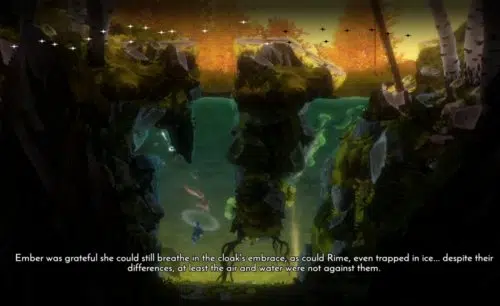 Ember was grateful she could still breathe in the cloak's embrace, as could Rime, even trapped in ice... despite their
differences, at least the air and water were not against them.